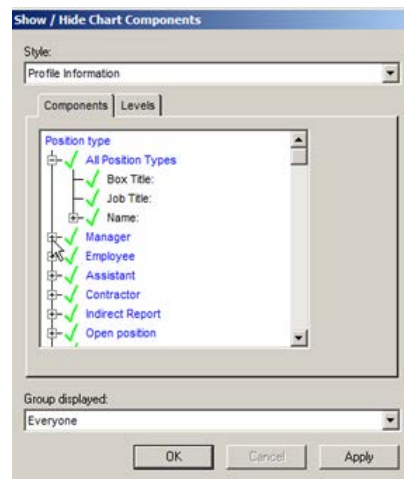 Show / Hide Chart Components
Style:
Profile Information
Components Levels
Position type
All Position Types
Box Title:
Job Title:
Name:
Manager
Employee
Assistant
Contractor
Indirect Report
Open position
Group displayed:
Everyone
OK Cancel Apply